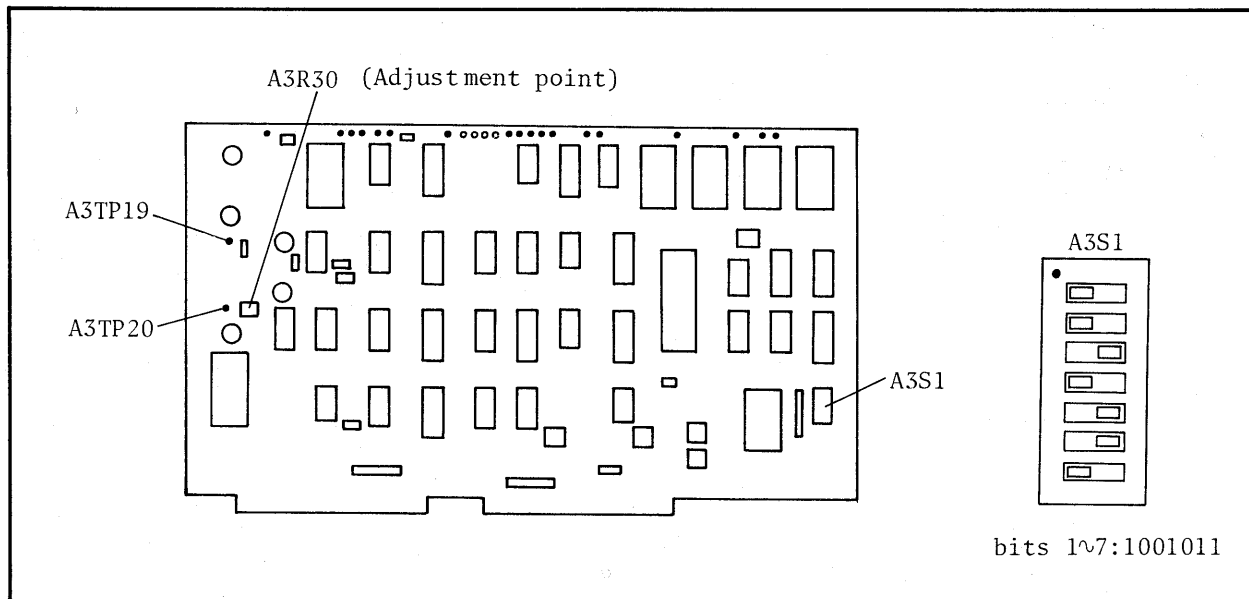 A3R30 (Adjustment point)
A3TP19
A3TP20
A3S1
A3S1
bits 1∿7:1001011